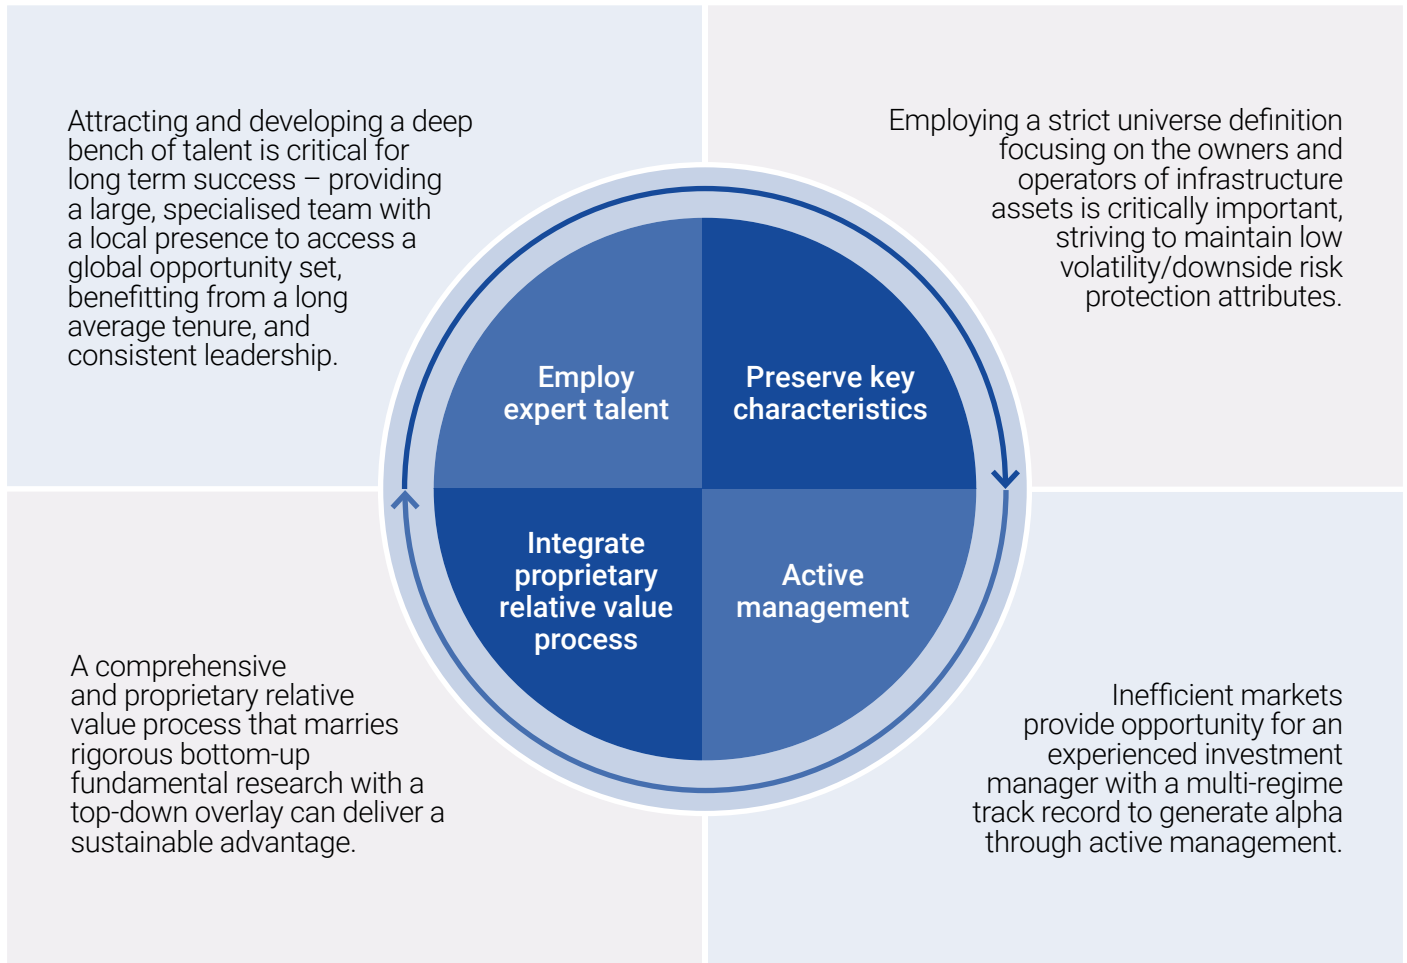 Attracting and developing a deep
bench of talent is critical for
long term success – providing
a large, specialised team with
a local presence to access a
global opportunity set,
benefitting from a long
average tenure, and
consistent leadership.
Employing a strict universe definition
focusing on the owners and
operators of infrastructure
assets is critically important,
striving to maintain low
volatility/downside risk
protection attributes.
Employ
expert talent
Preserve key
characteristics
Integrate
proprietary
relative value
process
Active
management
A comprehensive
and proprietary relative
value process that marries
rigorous bottom-up
fundamental research with a
top-down overlay can deliver a
sustainable advantage.
Inefficient markets
provide opportunity for an
experienced investment
manager with a multi-regime
track record to generate alpha
through active management.